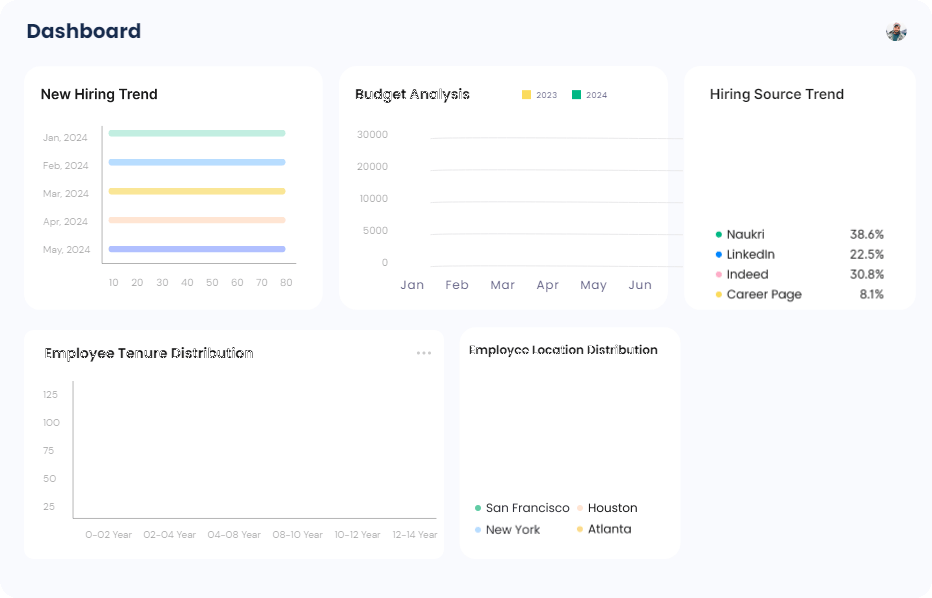 Dashboard
New Hiring Trend
Jan, 2024
Feb, 2024
Mar, 2024
Apr, 2024
May, 2024
10 20 30 40 50 60 70 80
Budget Analysis
2023 2024
30000
20000
10000
5000
0
Jan Feb Mar Apr May Jun
Hiring Source Trend
Naukri 38.6%
LinkedIn 22.5%
Indeed 30.8%
Career Page 8.1%
Employee Tenure Distribution
125
100
75
50
25
0-02 Year 02-04 Year 04-08 Year 08-10 Year 10-12 Year 12-14 Year
Employee Location Distribution
San Francisco Houston
New York Atlanta